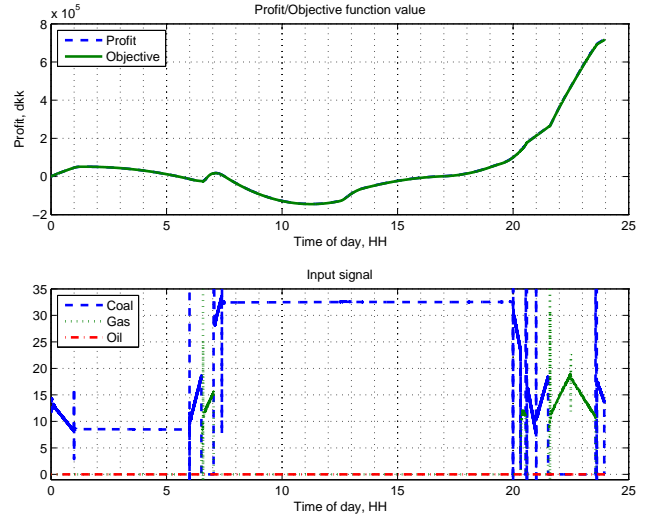 Profit/Objective function value
x 10^5
8
6
4
2
0
−2
Profit, dkk
Profit
Objective
0 5 10 15 20 25
Time of day, HH
Input signal
35
30
25
20
15
10
5
0
Coal
Gas
Oil
0 5 10 15 20 25
Time of day, HH